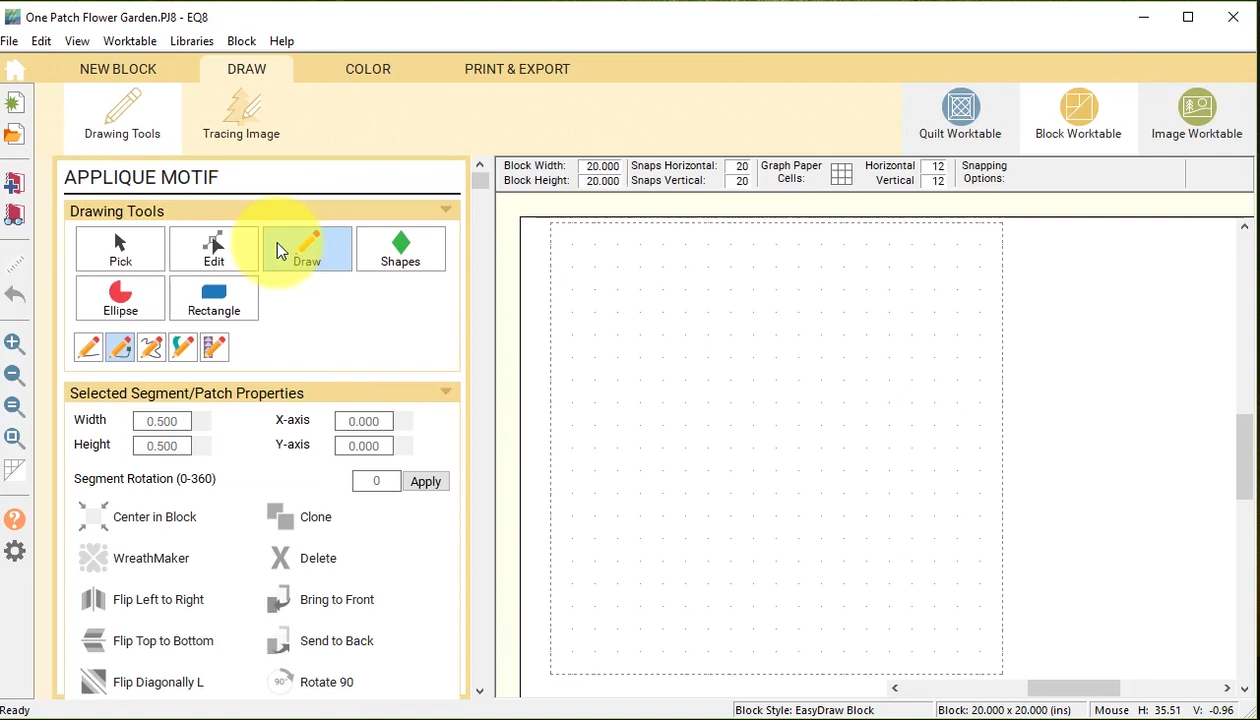 One Patch Flower Garden.PJ8 - EQ8
File Edit View Worktable Libraries Block Help
NEW BLOCK DRAW COLOR PRINT & EXPORT
Drawing Tools Tracing Image Quilt Worktable Block Worktable Image Worktable
APPLIQUE MOTIF
Block Width: 20.000 Snaps Horizontal: 20 Graph Paper Horizontal 12 Snapping
Block Height: 20.000 Snaps Vertical: 20 Cells: Vertical 12 Options:
Drawing Tools
Pick Edit Draw Shapes
Ellipse Rectangle
Selected Segment/Patch Properties
Width 0.500 X-axis 0.000
Height 0.500 Y-axis 0.000
Segment Rotation (0-360) 0 Apply
Center in Block Clone
WreathMaker Delete
Flip Left to Right Bring to Front
Flip Top to Bottom Send to Back
Flip Diagonally L 90° Rotate 90
Ready Block Style: EasyDraw Block Block: 20.000 x 20.000 (ins) Mouse H: 35.51 V: -0.96